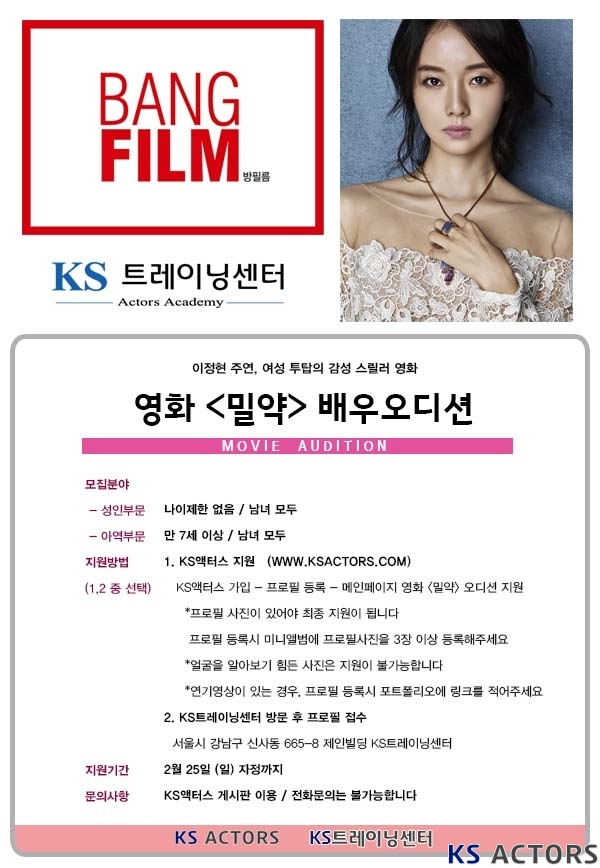 BANG
FILM 방필름
KS 트레이닝센터
Actors Academy
이정현 주연, 여성 투탑의 감성 스릴러 영화
영화 <밀약> 배우오디션
MOVIE AUDITION
모집분야
- 성인부문 나이제한 없음 / 남녀 모두
- 아역부문 만 7세 이상 / 남녀 모두
지원방법 1. KS액터스 지원 (WWW.KSACTORS.COM)
(1,2 중 선택) KS액터스 가입 - 프로필 등록 - 메인페이지 영화 <밀약> 오디션 지원
*프로필 사진이 있어야 최종 지원이 됩니다
프로필 등록시 미니앨범에 프로필사진을 3장 이상 등록해주세요
*얼굴을 알아보기 힘든 사진은 지원이 불가능합니다
*연기영상이 있는 경우, 프로필 등록시 포트폴리오에 링크를 적어주세요
2. KS트레이닝센터 방문 후 프로필 접수
서울시 강남구 신사동 665-8 제인빌딩 KS트레이닝센터
지원기간 2월 25일 (일) 자정까지
문의사항 KS액터스 게시판 이용 / 전화문의는 불가능합니다
KS ACTORS KS트레이닝센터
KS ACTORS